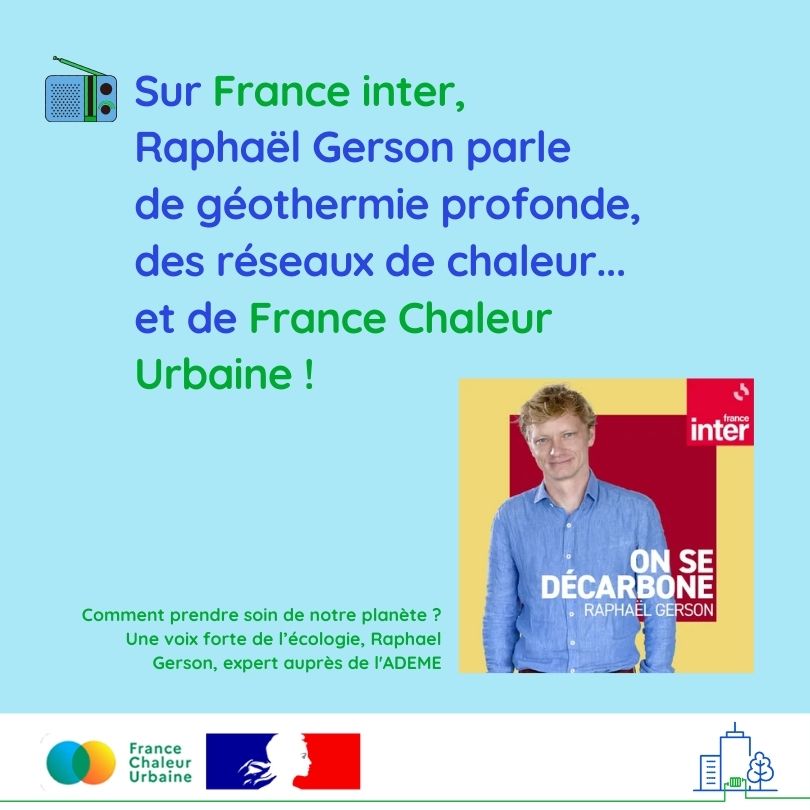 Sur France inter,
Raphaël Gerson parle
de géothermie profonde,
des réseaux de chaleur...
et de France Chaleur
Urbaine !
france
inter
ON SE
DÉCARBONE
RAPHAËL GERSON
Comment prendre soin de notre planète ?
Une voix forte de l’écologie, Raphael
Gerson, expert auprès de l'ADEME
France
Chaleur
Urbaine